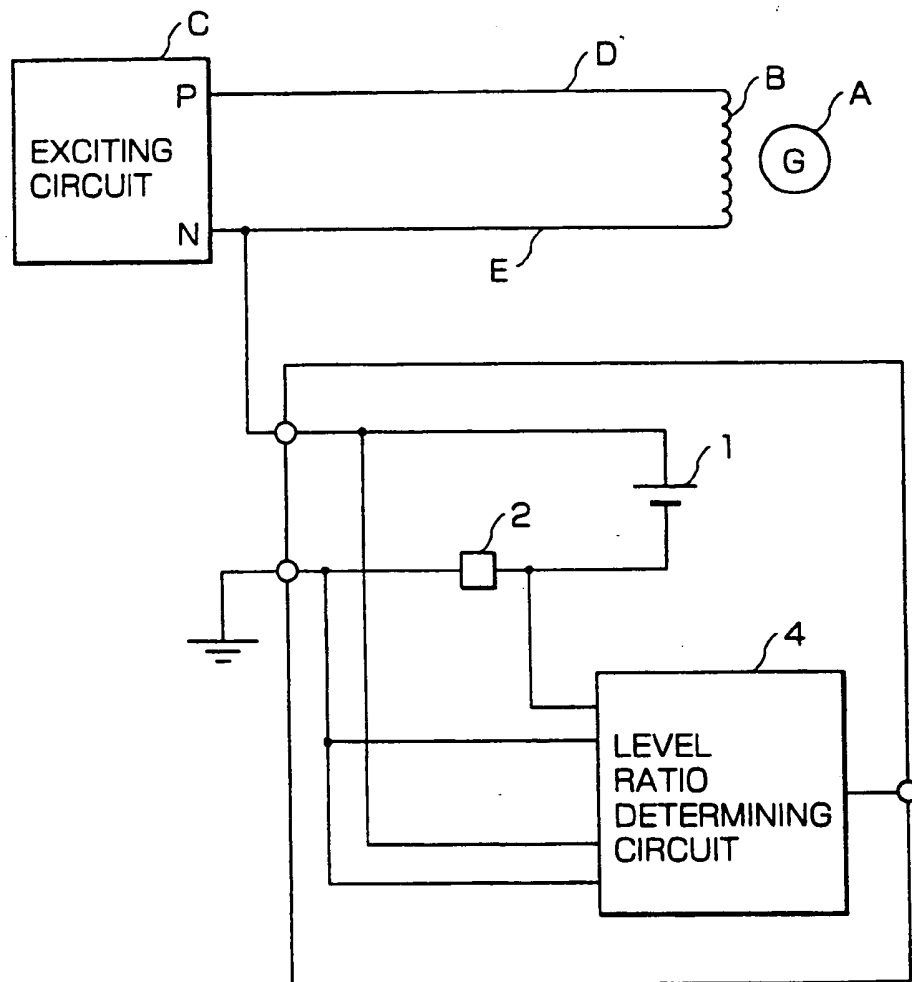 C
D
B
A
P
EXCITING
CIRCUIT
G
N
E
1
2
4
LEVEL
RATIO
DETERMINING
CIRCUIT